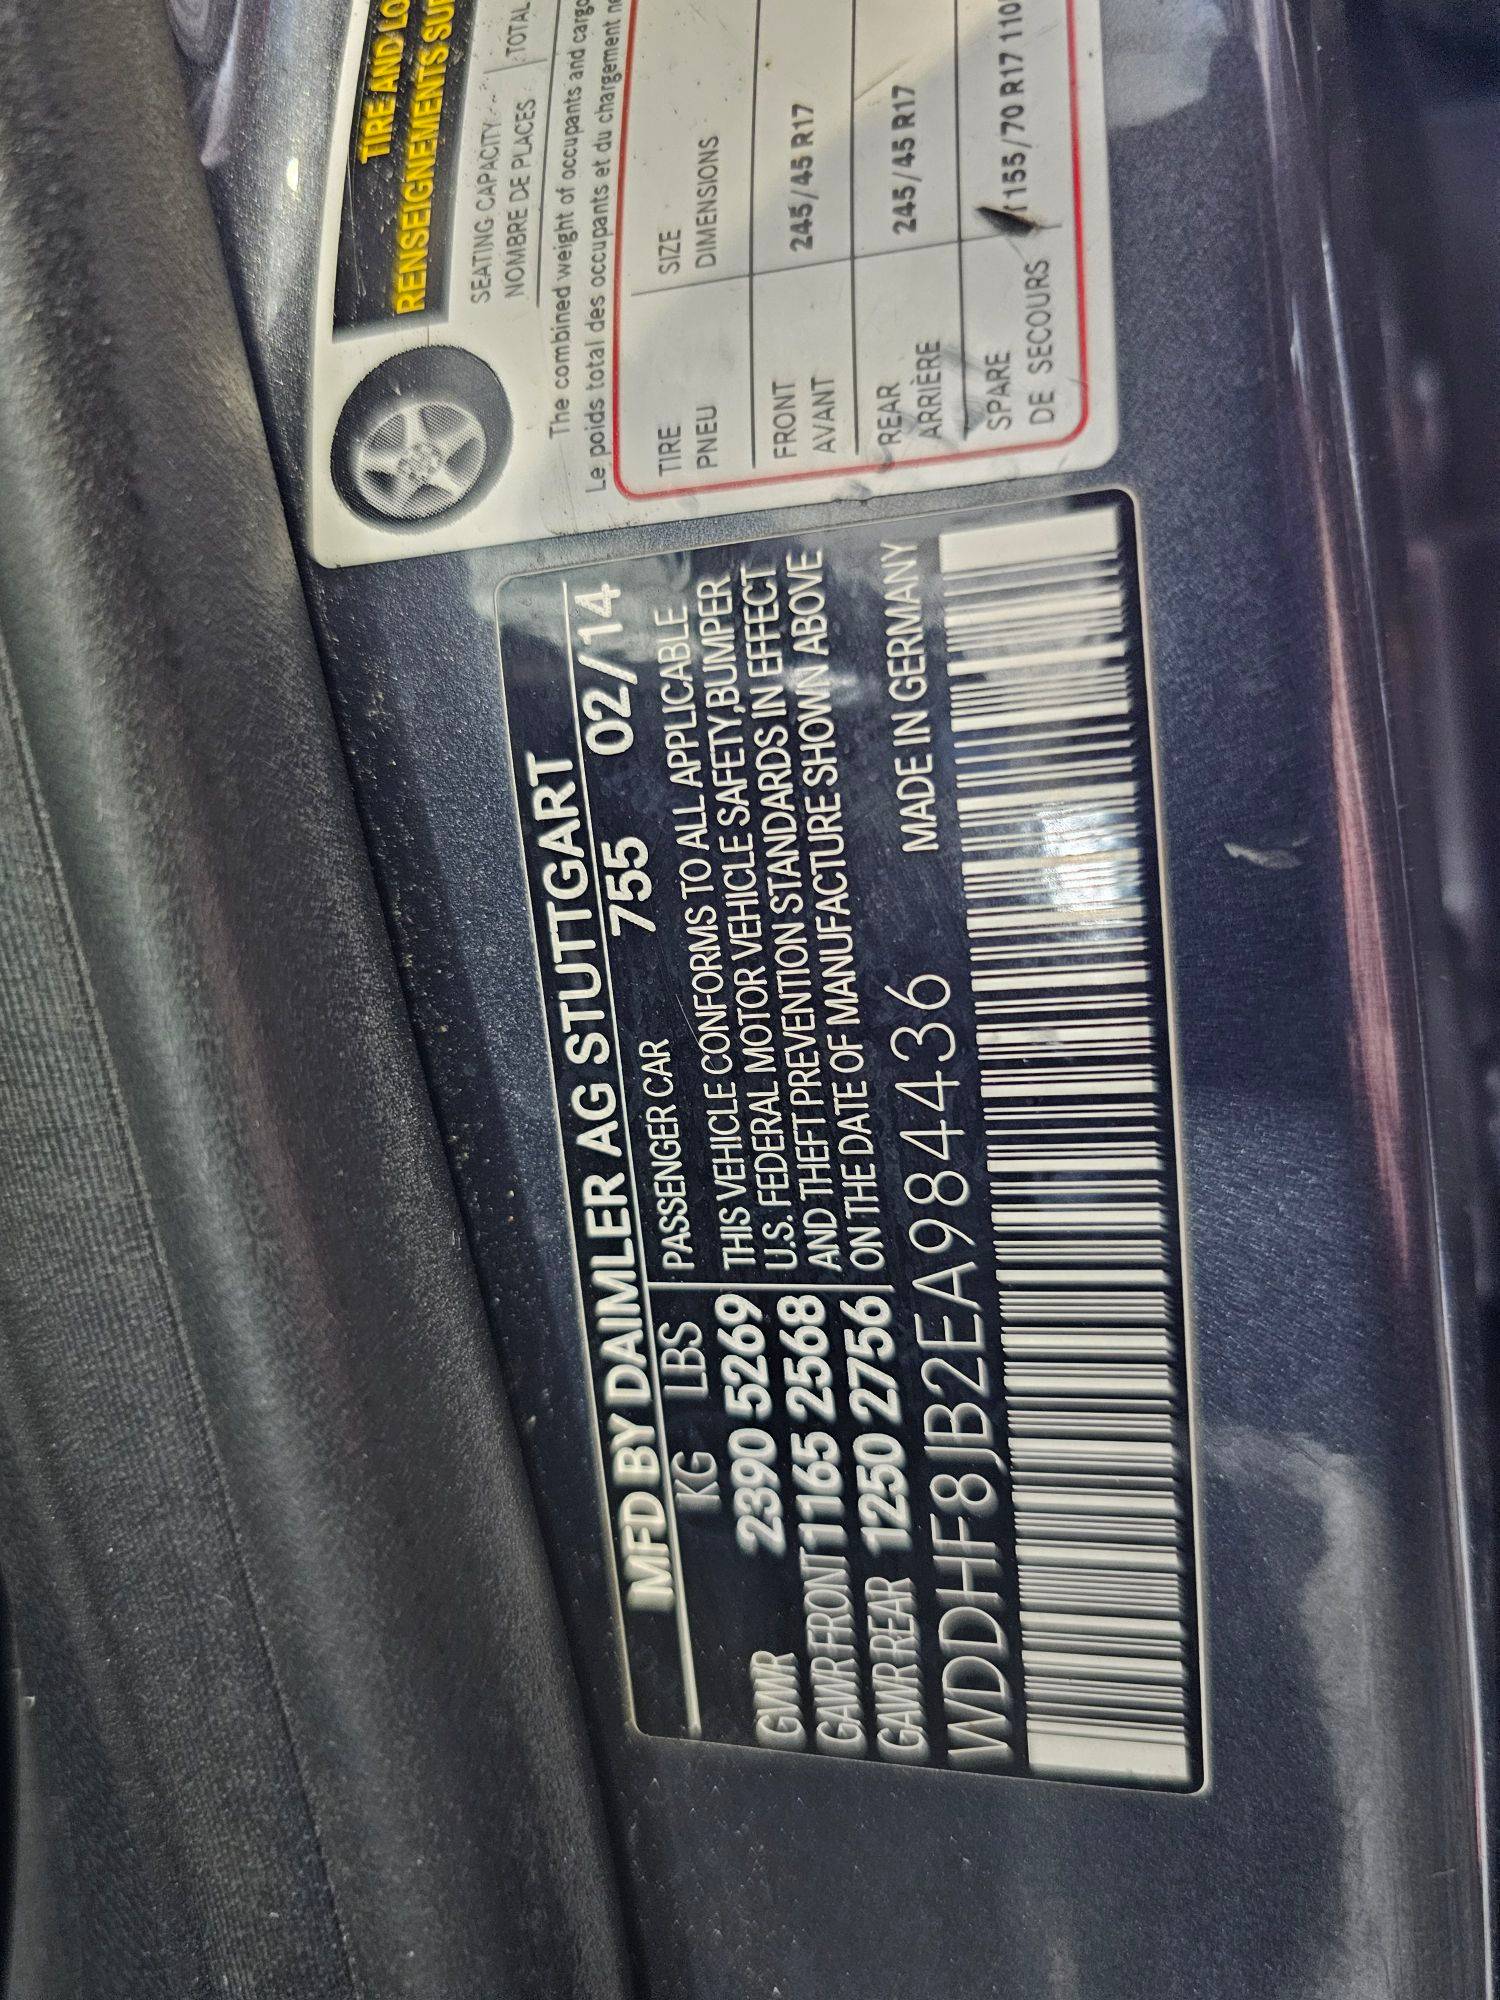 MFD BY DAIMLER AG STUTTGART
KG LBS 755 02/14
PASSENGER CAR
GVWR 2390 5269
GAWR FRONT 1165 2568
GAWR REAR 1250 2756
THIS VEHICLE CONFORMS TO ALL APPLICABLE
U.S. FEDERAL MOTOR VEHICLE SAFETY,BUMPER
AND THEFT PREVENTION STANDARDS IN EFFECT
ON THE DATE OF MANUFACTURE SHOWN ABOVE
WDDHF8JB2EA984436 MADE IN GERMANY
TIRE AND
RENSEIGNEMENTS
SEATING CAPACITY TOTAL
NOMBRE DE PLACES
The combined weight of occupants and cargo
Le poids total des occupants et du chargement
TIRE SIZE
PNEU DIMENSIONS
FRONT 245/45 R17
AVANT
REAR 245/45 R17
ARRIÈRE
SPARE T155/70 R17 110
DE SECOURS